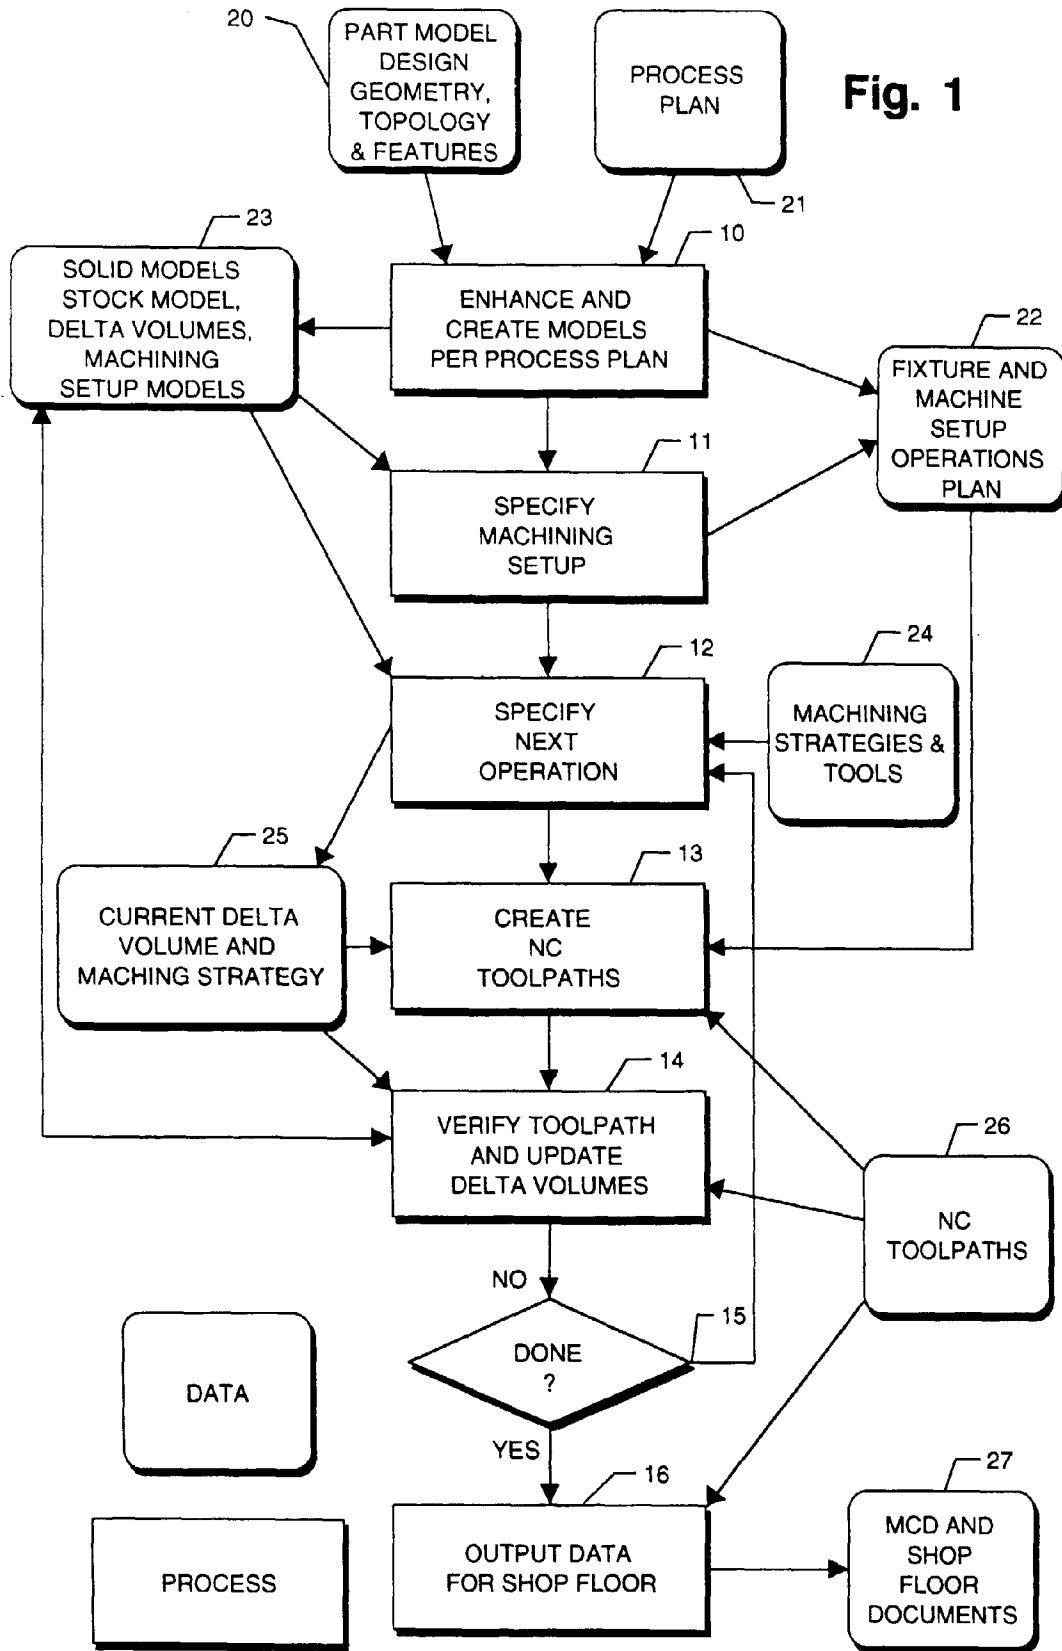 20
PART MODEL
DESIGN
GEOMETRY,
TOPOLOGY
& FEATURES
PROCESS
PLAN
21
Fig. 1
23
SOLID MODELS
STOCK MODEL,
DELTA VOLUMES,
MACHINING
SETUP MODELS
10
ENHANCE AND
CREATE MODELS
PER PROCESS PLAN
22
FIXTURE AND
MACHINE
SETUP
OPERATIONS
PLAN
11
SPECIFY
MACHINING
SETUP
12
SPECIFY
NEXT
OPERATION
24
MACHINING
STRATEGIES &
TOOLS
25
CURRENT DELTA
VOLUME AND
MACHING STRATEGY
13
CREATE
NC
TOOLPATHS
14
VERIFY TOOLPATH
AND UPDATE
DELTA VOLUMES
26
NC
TOOLPATHS
NO
15
DONE
?
YES
DATA
PROCESS
16
OUTPUT DATA
FOR SHOP FLOOR
27
MCD AND
SHOP
FLOOR
DOCUMENTS